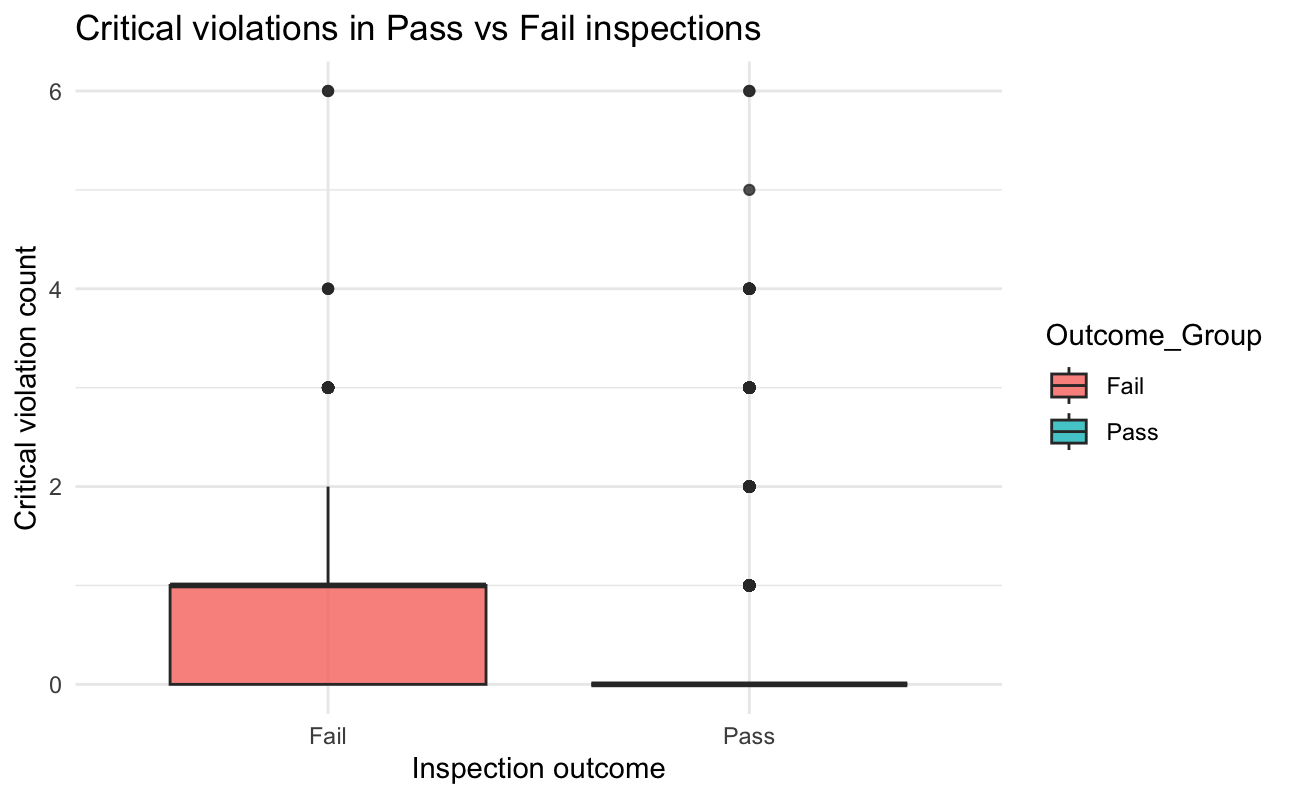 Critical violations in Pass vs Fail inspections
6
4
2
0
Critical violation count
Fail
Pass
Inspection outcome
Outcome_Group
Fail
Pass